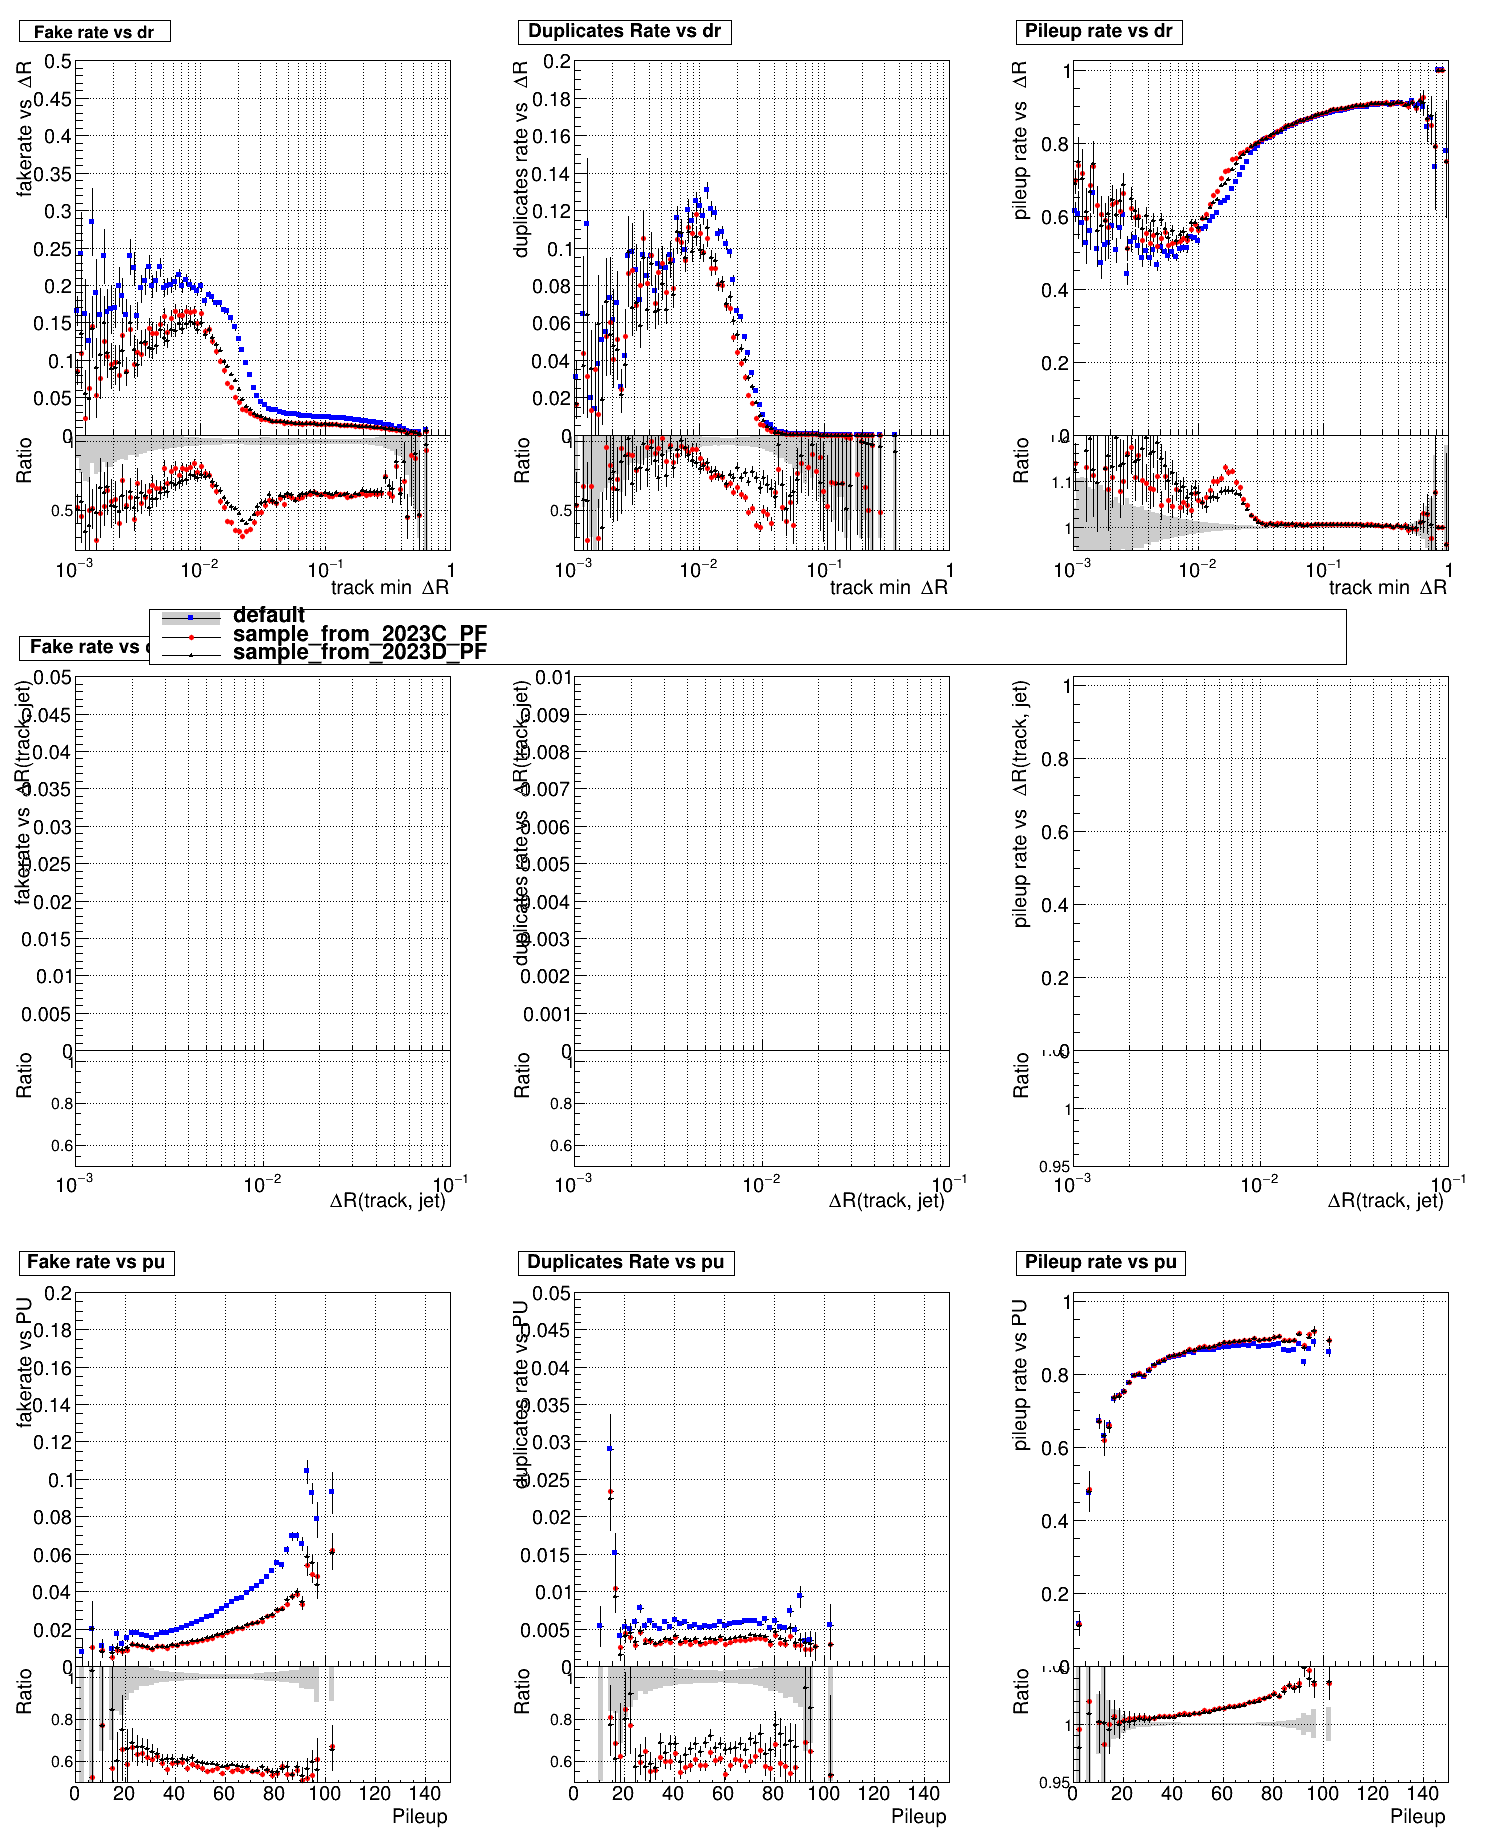 Fake rate vs dr
Duplicates Rate vs dr
Pileup rate vs dr
fakerate vs ΔR
0.5
0.45
0.4
0.35
0.3
0.25
0.2
0.15
0.1
0.05
0
Ratio
0.5
10⁻³ 10⁻² 10⁻¹ 1
track min ΔR
duplicates rate vs ΔR
0.2
0.18
0.16
0.14
0.12
0.1
0.08
0.06
0.04
0.02
0
Ratio
0.5
10⁻³ 10⁻² 10⁻¹ 1
track min ΔR
pileup rate vs ΔR
1
0.8
0.6
0.4
0.2
0
Ratio
1.1
1
10⁻³ 10⁻² 10⁻¹ 1
track min ΔR
default
sample_from_2023C_PF
sample_from_2023D_PF
Fake rate vs
fakerate vs ΔR(track, jet)
0.05
0.045
0.04
0.035
0.03
0.025
0.02
0.015
0.01
0.005
0
Ratio
1
0.8
0.6
10⁻³ 10⁻² 10⁻¹
ΔR(track, jet)
duplicates rate vs ΔR(track, jet)
0.01
0.009
0.008
0.007
0.006
0.005
0.004
0.003
0.002
0.001
0
Ratio
1
0.8
0.6
10⁻³ 10⁻² 10⁻¹
ΔR(track, jet)
pileup rate vs ΔR(track, jet)
1
0.8
0.6
0.4
0.2
0
Ratio
1
0.95
10⁻³ 10⁻² 10⁻¹
ΔR(track, jet)
Fake rate vs pu
Duplicates Rate vs pu
Pileup rate vs pu
fakerate vs PU
0.2
0.18
0.16
0.14
0.12
0.1
0.08
0.06
0.04
0.02
0
Ratio
1
0.8
0.6
0 20 40 60 80 100 120 140
Pileup
duplicates rate vs PU
0.05
0.045
0.04
0.035
0.03
0.025
0.02
0.015
0.01
0.005
0
Ratio
1
0.8
0.6
0 20 40 60 80 100 120 140
Pileup
pileup rate vs PU
1
0.8
0.6
0.4
0.2
0
Ratio
1
0.95
0 20 40 60 80 100 120 140
Pileup